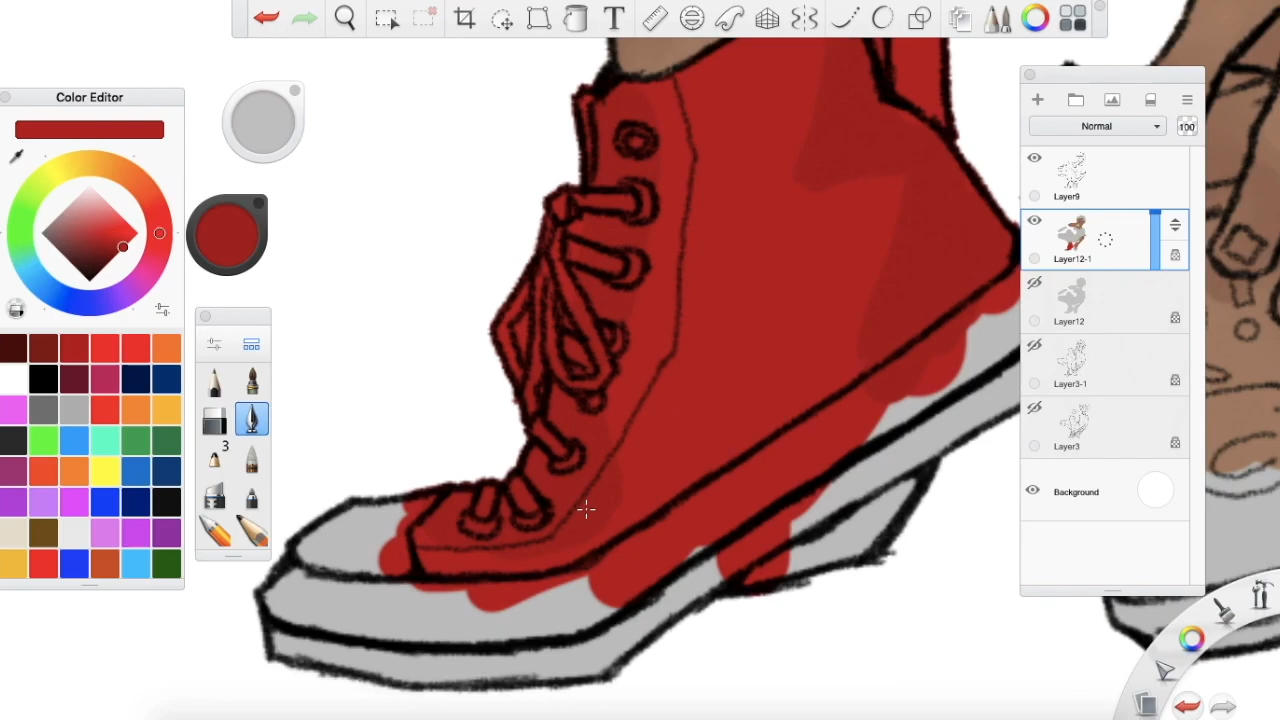 T
Color Editor
Normal
100
Layer9
Layer12-1
Layer12
Layer3-1
3
Layer3
Background